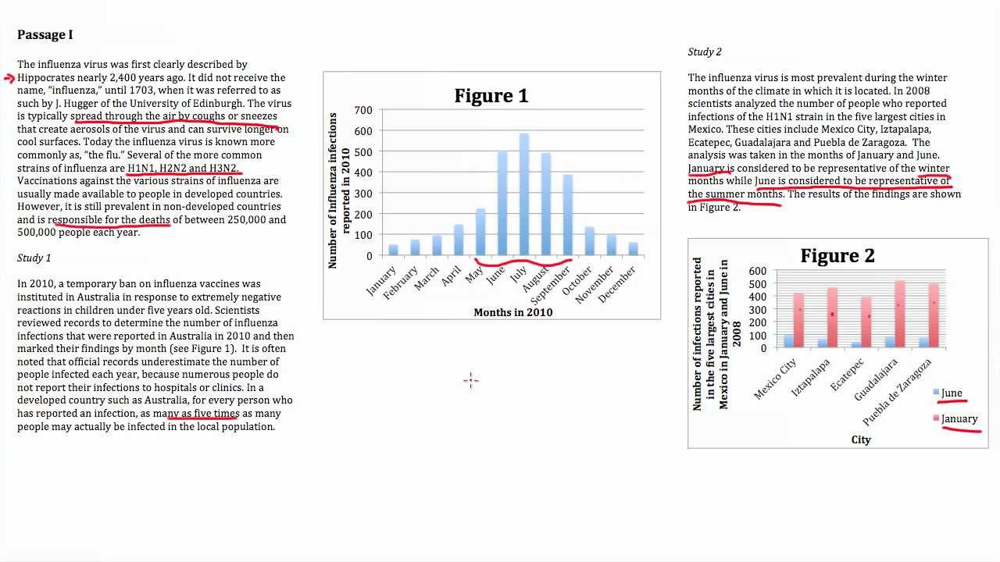 Passage I
The influenza virus was first clearly described by
Hippocrates nearly 2,400 years ago. It did not receive the
name, "influenza," until 1703, when it was referred to as
such by J. Hugger of the University of Edinburgh. The virus
is typically spread through the air by coughs or sneezes
that create aerosols of the virus and can survive longer on
cool surfaces. Today the influenza virus is known more
commonly as, "the flu." Several of the more common
strains of influenza are H1N1, H2N2 and H3N2.
Vaccinations against the various strains of influenza are
usually made available to people in developed countries.
However, it is still prevalent in non-developed countries
and is responsible for the deaths of between 250,000 and
500,000 people each year.
Study 1
In 2010, a temporary ban on influenza vaccines was
instituted in Australia in response to extremely negative
reactions in children under five years old. Scientists
reviewed records to determine the number of influenza
infections that were reported in Australia in 2010 and then
marked their findings by month (see Figure 1). It is often
noted that official records underestimate the number of
people infected each year, because numerous people do
not report their infections to hospitals or clinics. In a
developed country such as Australia, for every person who
has reported an infection, as many as five times as many
people may actually be infected in the local population.
Figure 1
Number of Influenza infections
reported in 2010
700
600
500
400
300
200
100
0
January
February
March
April
May
June
July
August
September
October
November
December
Months in 2010
Study 2
The influenza virus is most prevalent during the winter
months of the climate in which it is located. In 2008
scientists analyzed the number of people who reported
infections of the H1N1 strain in the five largest cities in
Mexico. These cities include Mexico City, Iztapalapa,
Ecatepec, Guadalajara and Puebla de Zaragoza. The
analysis was taken in the months of January and June.
January is considered to be representative of the winter
months while June is considered to be representative of
the summer months. The results of the findings are shown
in Figure 2.
Figure 2
Number of infections reported
in the five largest cities in
Mexico in January and June in
2008
600
500
400
300
200
100
0
Mexico City
Iztapalapa
Ecatepec
Guadalajara
Puebla de Zaragoza
June
January
City